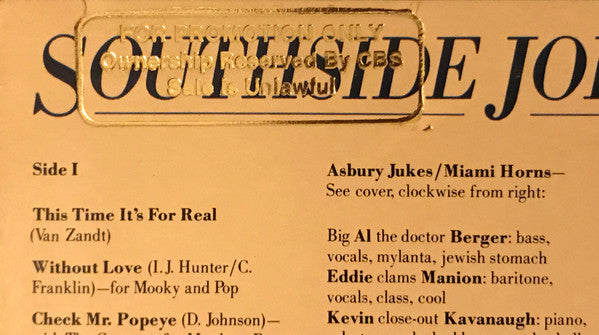 FOR PROMOTION ONLY
Ownership Reserved By CBS
Sale is Unlawful
SOUTHSIDE JO
Side I
This Time It's For Real
(Van Zandt)
Without Love (I.J. Hunter/C.
Franklin)—for Mooky and Pop
Check Mr. Popeye (D. Johnson)—
Asbury Jukes/Miami Horns—
See cover, clockwise from right:
Big Al the doctor Berger: bass,
vocals, mylanta, jewish stomach
Eddie clams Manion: baritone,
vocals, class, cool
Kevin close-out Kavanaugh: piano,